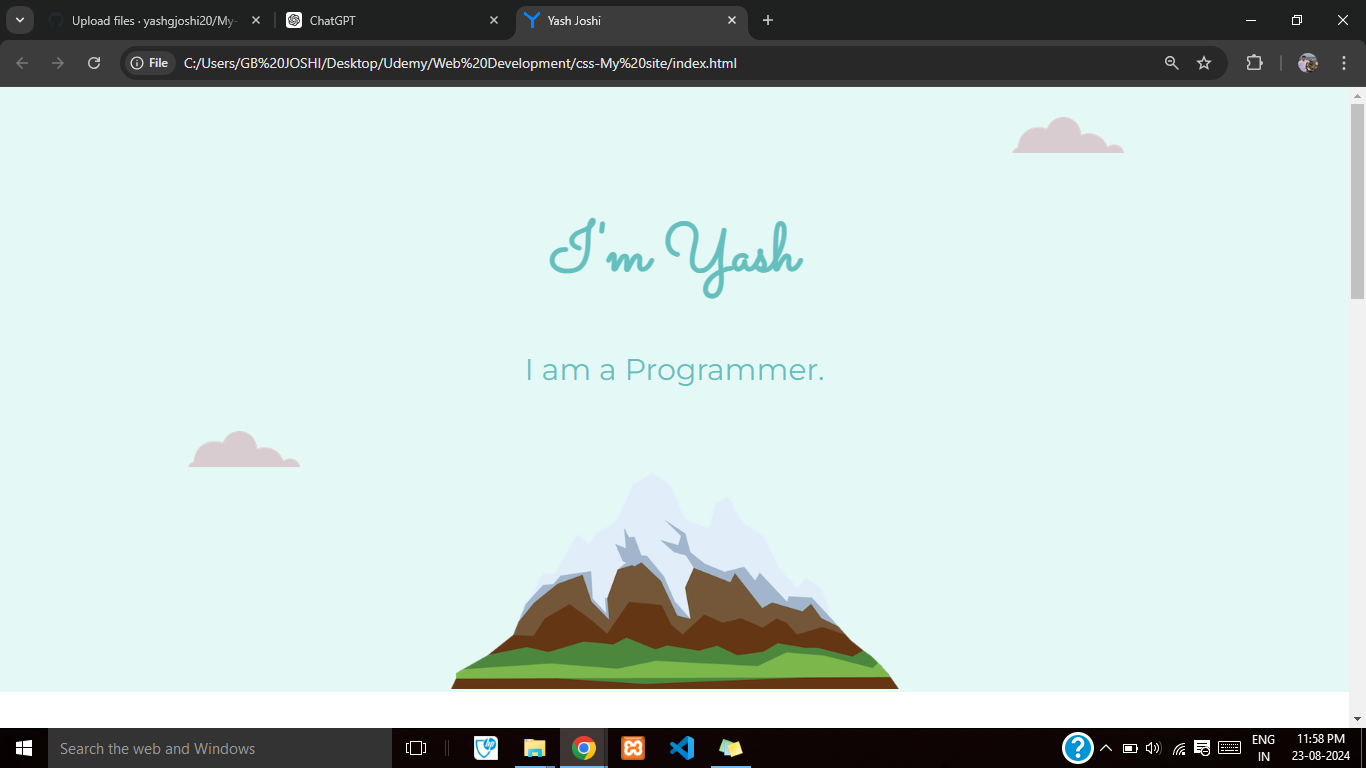 Upload files · yashgjoshi20/My-
ChatGPT
Yash Joshi
File
C:/Users/GB%20JOSHI/Desktop/Udemy/Web%20Development/css-My%20site/index.html
I'm Yash
I am a Programmer.
Search the web and Windows
ENG
IN
11:58 PM
23-08-2024